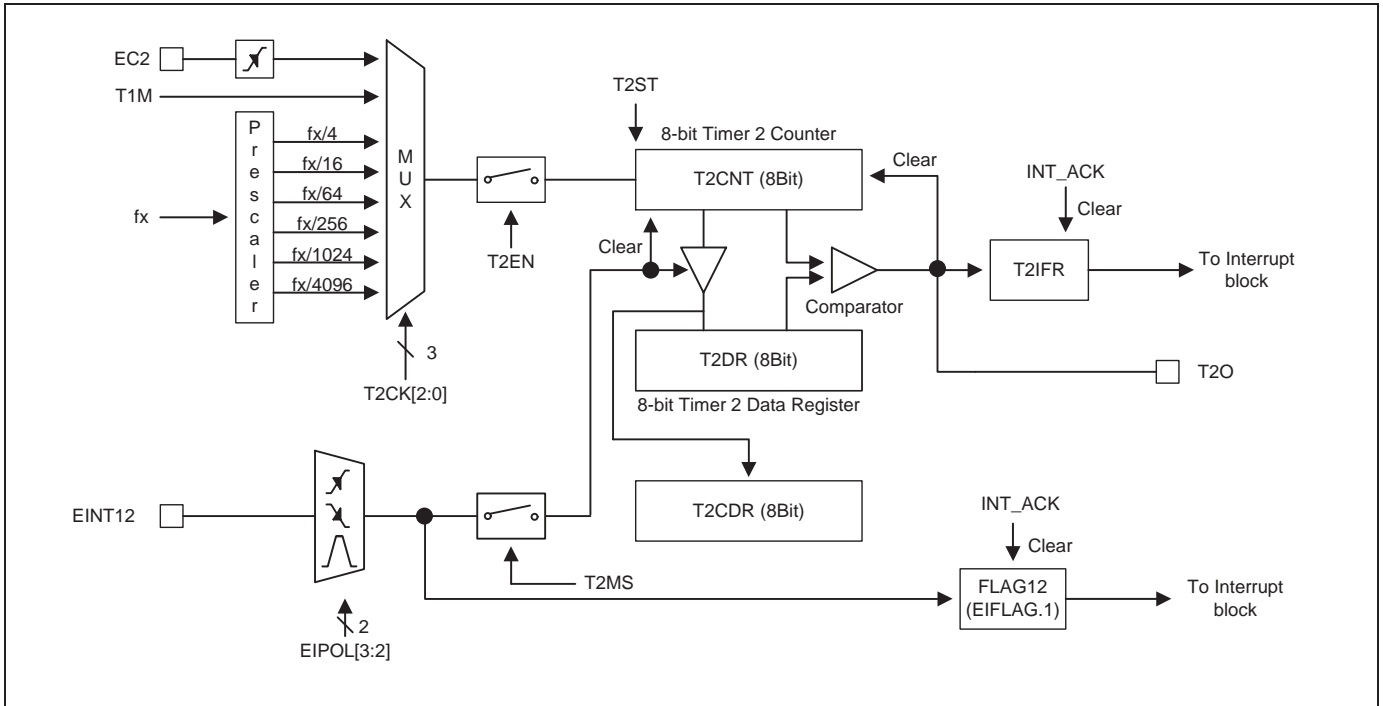 EC2
T1M
fx
Prescaler
fx/4
fx/16
fx/64
fx/256
fx/1024
fx/4096
MUX
3
T2CK[2:0]
T2EN
T2ST
8-bit Timer 2 Counter
T2CNT (8Bit)
Clear
Clear
Comparator
T2DR (8Bit)
8-bit Timer 2 Data Register
T2CDR (8Bit)
INT_ACK
Clear
T2IFR
To Interrupt
block
T2O
EINT12
2
EIPOL[3:2]
T2MS
INT_ACK
Clear
FLAG12
(EIFLAG.1)
To Interrupt
block